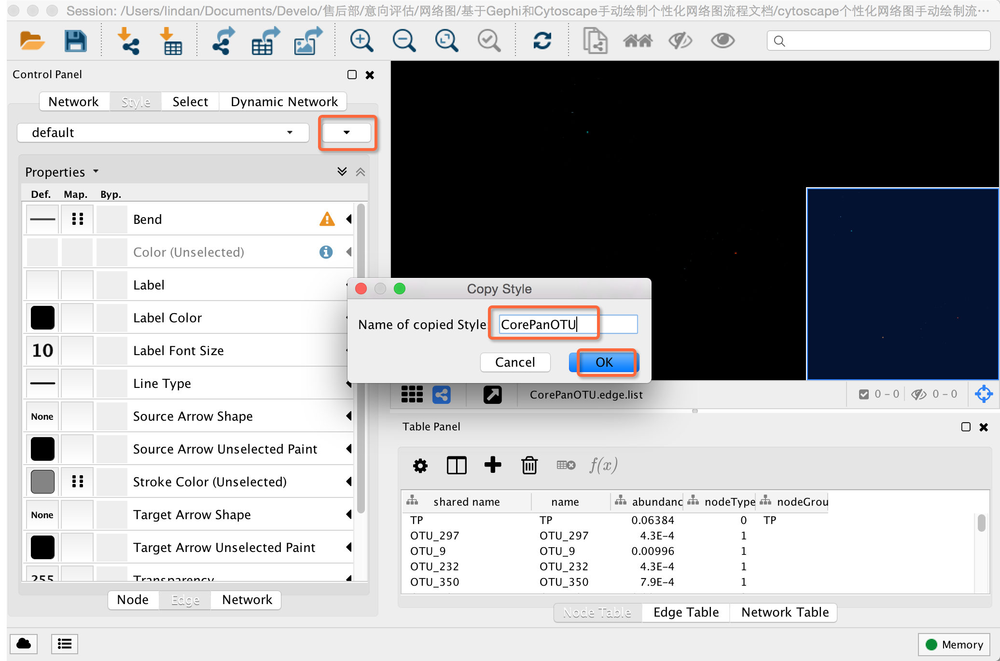 Session: /Users/lindan/Documents/Develo/售后部/意向评估/网络图/基于Gephi和Cytoscape手动绘制个性化网络图流程文档/cytoscape个性化网络图手动绘制流…
Control Panel
Network Style Select Dynamic Network
default
Properties
Def. Map. Byp.
Bend
Color (Unselected)
Label
Label Color
10 Label Font Size
Line Type
None Source Arrow Shape
Source Arrow Unselected Paint
Stroke Color (Unselected)
None Target Arrow Shape
Target Arrow Unselected Paint
255 Transparency
Node Edge Network
Copy Style
Name of copied Style: CorePanOTU
Cancel OK
CorePanOTU.edge.list 0 - 0 0 - 0
Table Panel
f(x)
shared name name abundanc nodeType nodeGrou
TP TP 0.06384 0 TP
OTU_297 OTU_297 4.3E-4 1
OTU_9 OTU_9 0.00996 1
OTU_232 OTU_232 4.3E-4 1
OTU_350 OTU_350 7.9E-4 1
Node Table Edge Table Network Table
Memory